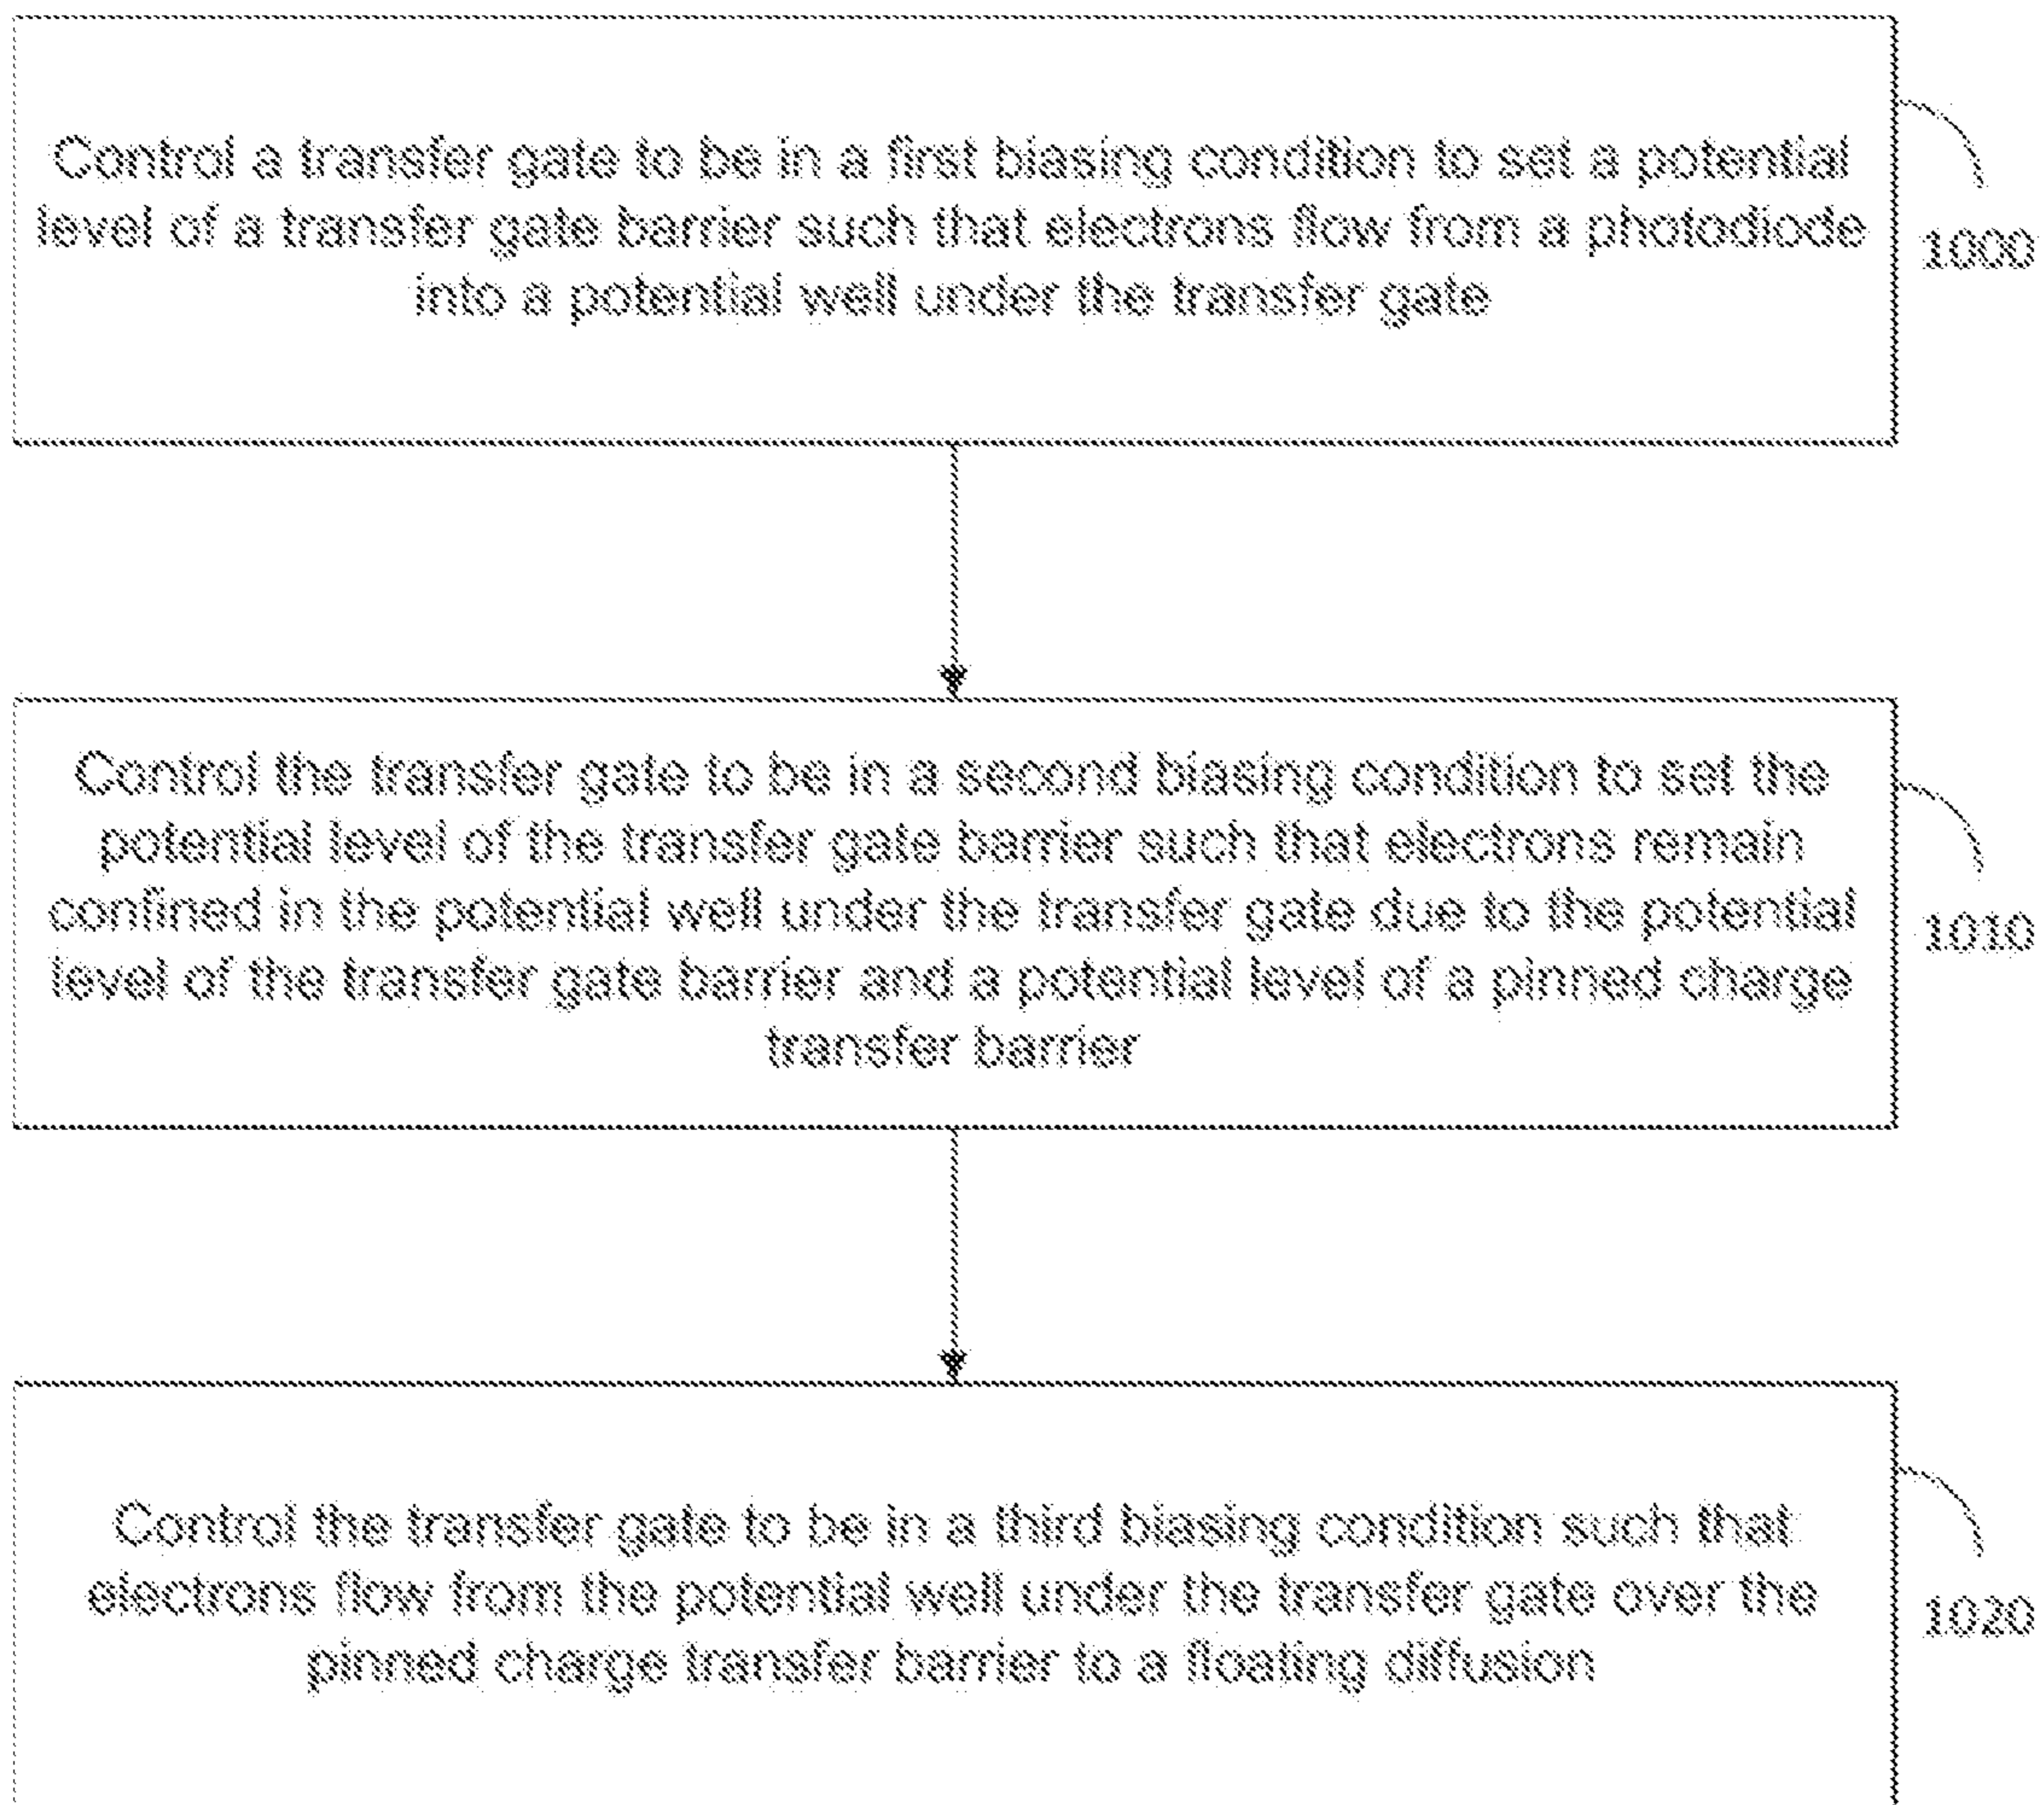 Control a transfer gate to be in a first biasing condition to set a potential
level of a transfer gate barrier such that electrons flow from a photodiode
into a potential well under the transfer gate
1000
Control the transfer gate to be in a second biasing condition to set the
potential level of the transfer gate barrier such that electrons remain
confined in the potential well under the transfer gate due to the potential
level of the transfer gate barrier and a potential level of a pinned charge
transfer barrier
1010
Control the transfer gate to be in a third biasing condition such that
electrons flow from the potential well under the transfer gate over the
pinned charge transfer barrier to a floating diffusion
1020